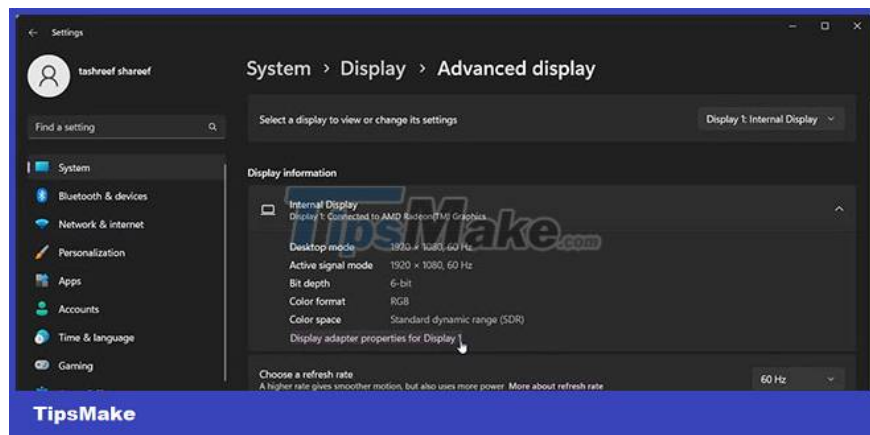 Settings
tashreef shareef
System > Display > Advanced display
Find a setting
Select a display to view or change its settings
Display 1: Internal Display
System
Bluetooth & devices
Network & internet
Personalization
Apps
Accounts
Time & language
Gaming
Display information
Internal Display
Display 1: Connected to AMD Radeon(TM) Graphics
TipsMake.com
Desktop mode 1920 × 1080, 60 Hz
Active signal mode 1920 × 1080, 60 Hz
Bit depth 6-bit
Color format RGB
Color space Standard dynamic range (SDR)
Display adapter properties for Display 1
Choose a refresh rate
A higher rate gives smoother motion, but also uses more power More about refresh rate
60 Hz
TipsMake